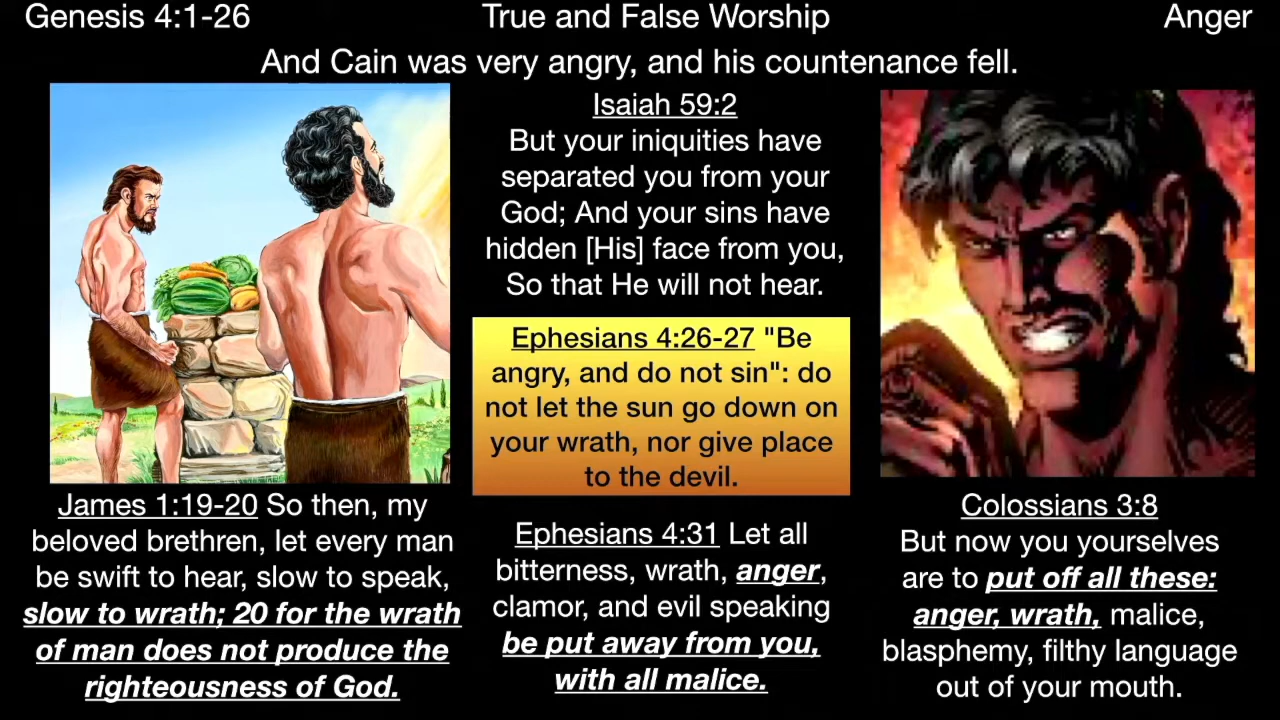 Genesis 4:1-26
True and False Worship
Anger
And Cain was very angry, and his countenance fell.
Isaiah 59:2
But your iniquities have
separated you from your
God; And your sins have
hidden [His] face from you,
So that He will not hear.
Ephesians 4:26-27 "Be
angry, and do not sin": do
not let the sun go down on
your wrath, nor give place
to the devil.
James 1:19-20 So then, my
beloved brethren, let every man
be swift to hear, slow to speak,
slow to wrath; 20 for the wrath
of man does not produce the
righteousness of God.
Ephesians 4:31 Let all
bitterness, wrath, anger,
clamor, and evil speaking
be put away from you,
with all malice.
Colossians 3:8
But now you yourselves
are to put off all these:
anger, wrath, malice,
blasphemy, filthy language
out of your mouth.